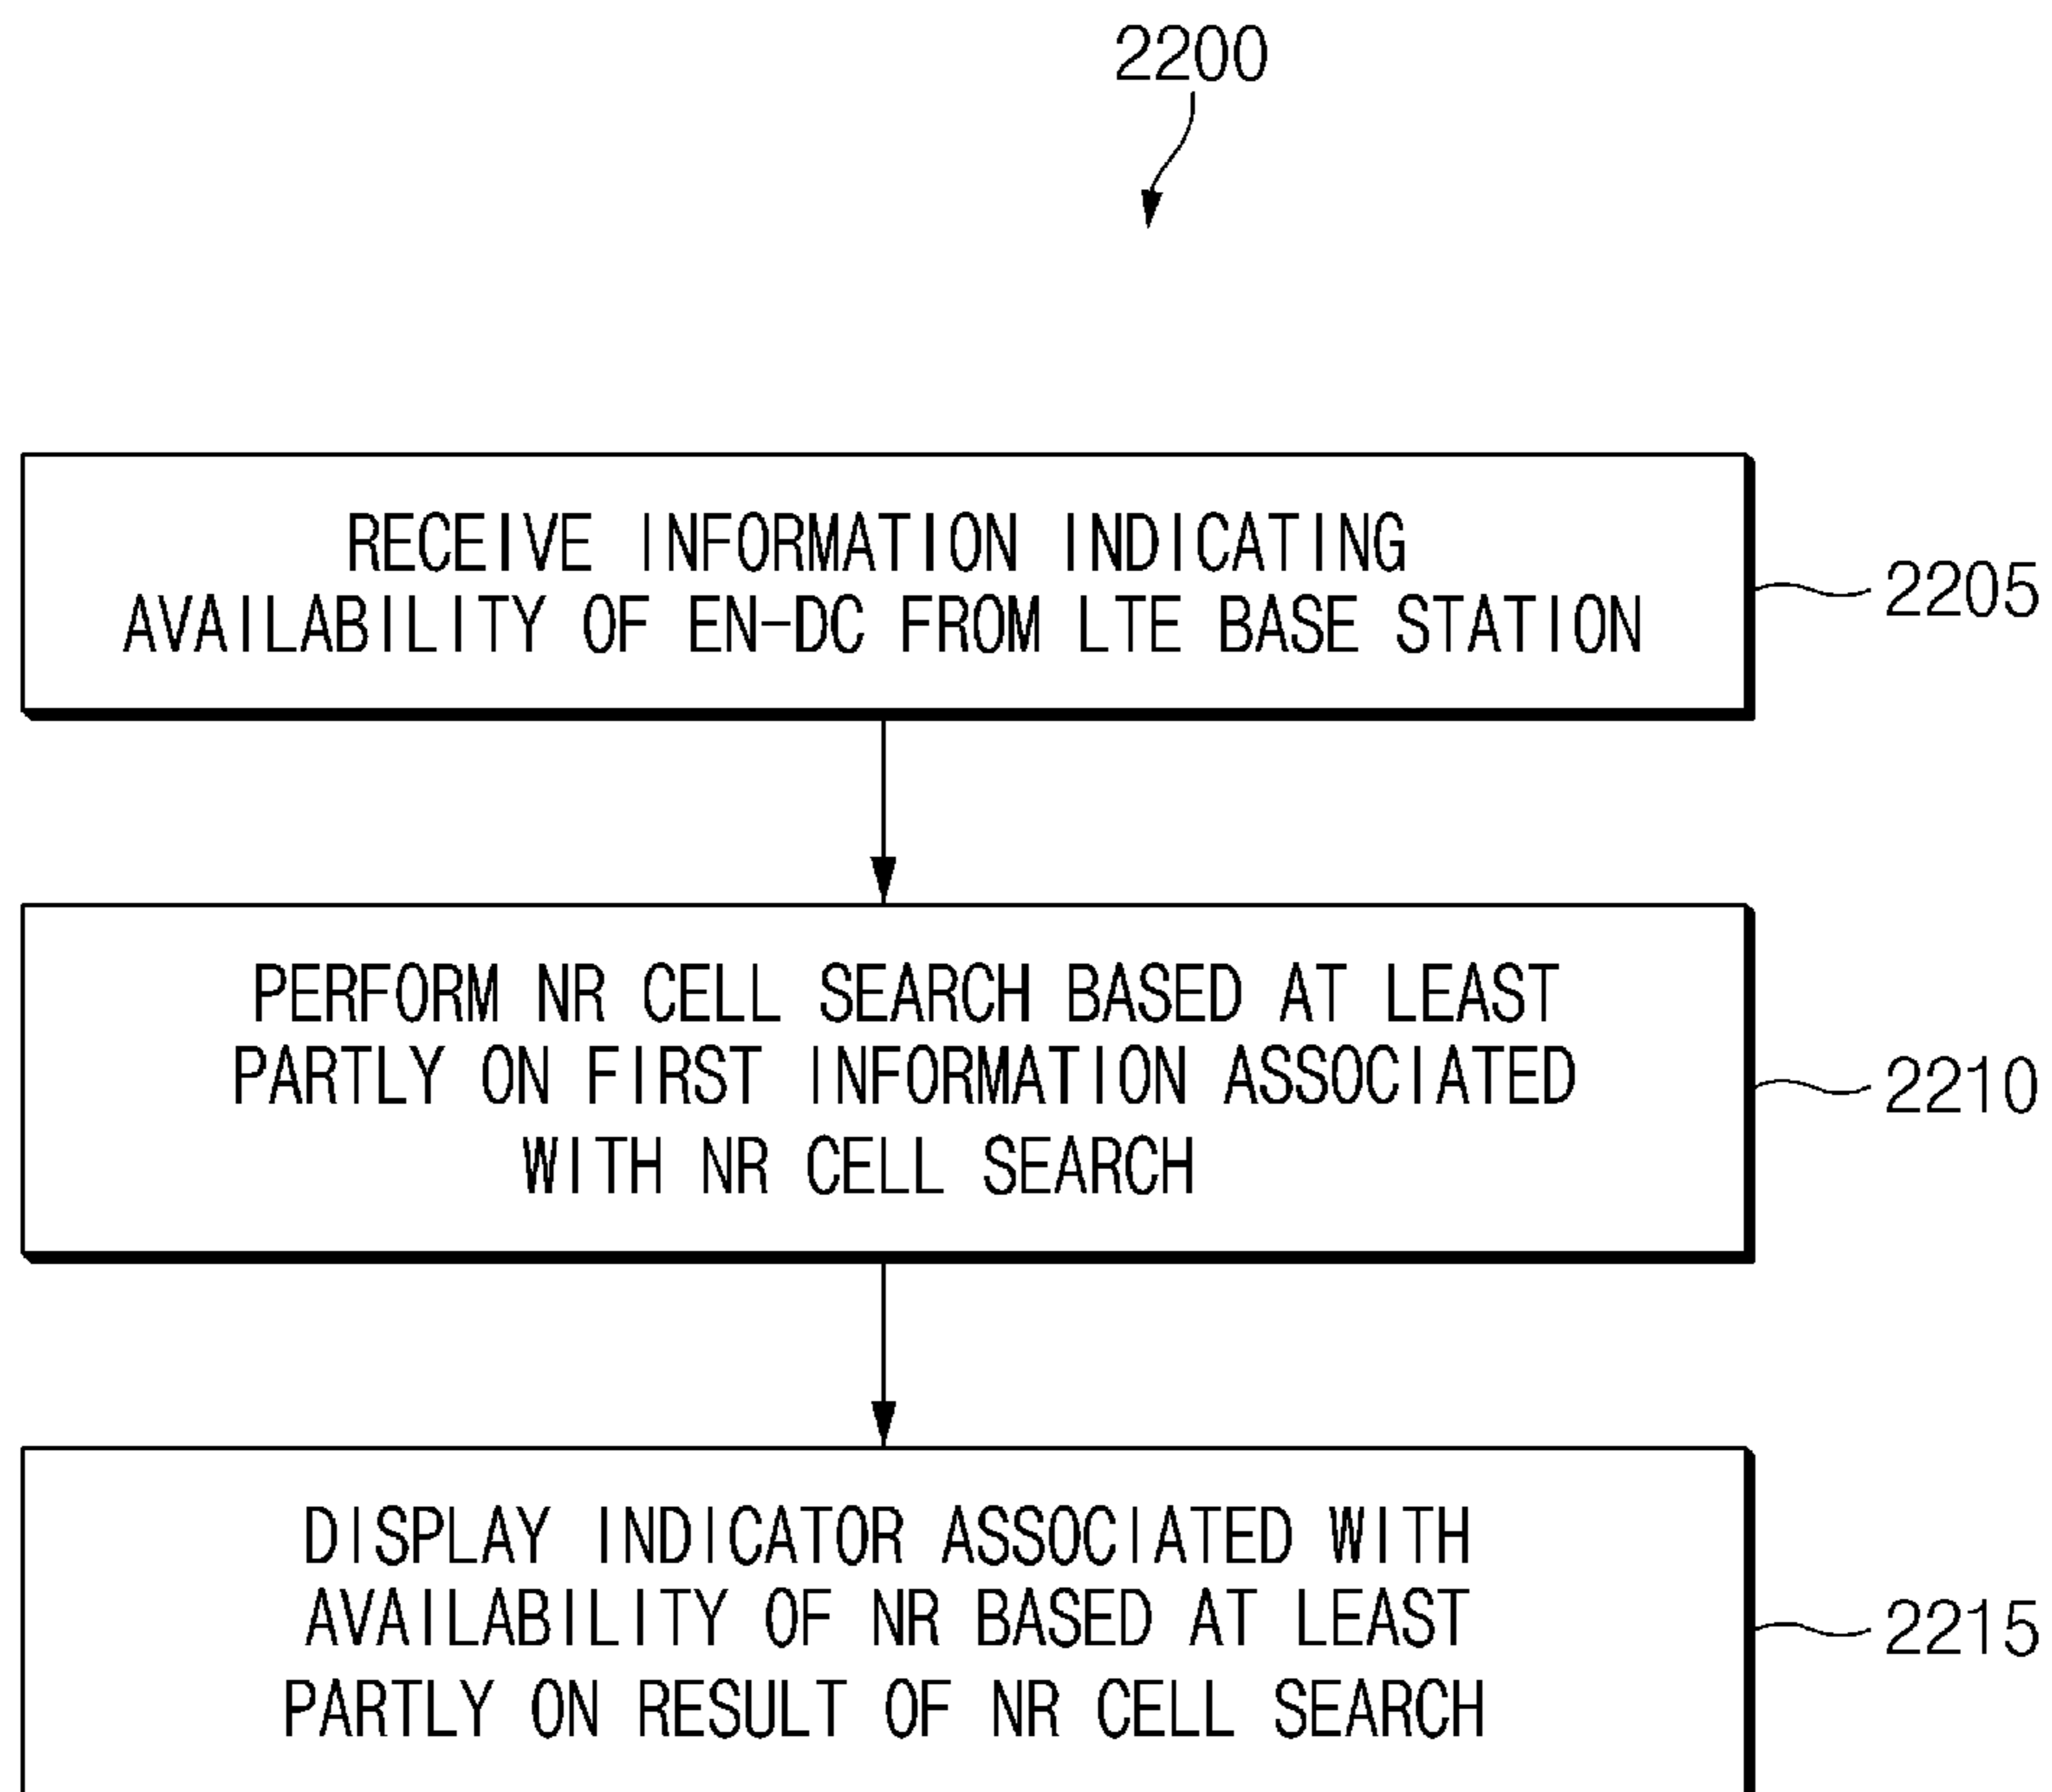 2200
RECEIVE INFORMATION INDICATING
AVAILABILITY OF EN-DC FROM LTE BASE STATION
2205
PERFORM NR CELL SEARCH BASED AT LEAST
PARTLY ON FIRST INFORMATION ASSOCIATED
WITH NR CELL SEARCH
2210
DISPLAY INDICATOR ASSOCIATED WITH
AVAILABILITY OF NR BASED AT LEAST
PARTLY ON RESULT OF NR CELL SEARCH
2215